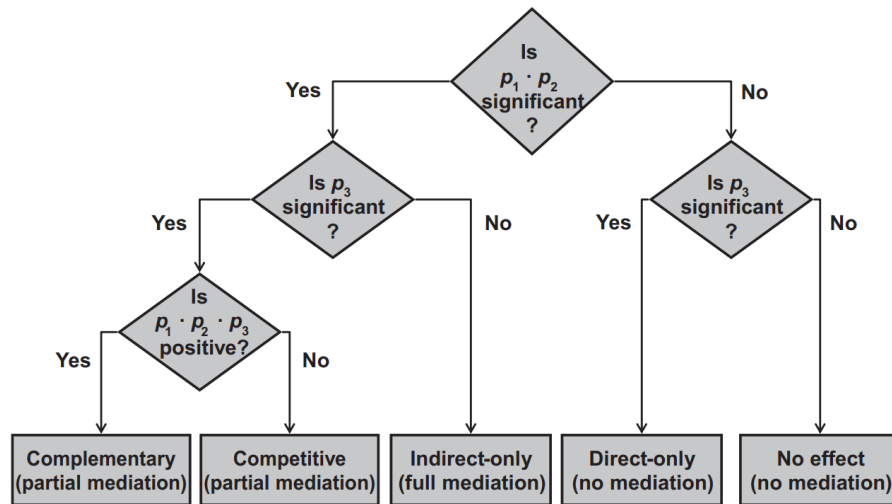 Is
p₁ · p₂
significant
?
Yes
No
Is p₃
significant
?
Is p₃
significant
?
Yes
No
Yes
No
Is
p₁ · p₂ · p₃
positive?
Yes
No
Complementary
(partial mediation)
Competitive
(partial mediation)
Indirect-only
(full mediation)
Direct-only
(no mediation)
No effect
(no mediation)